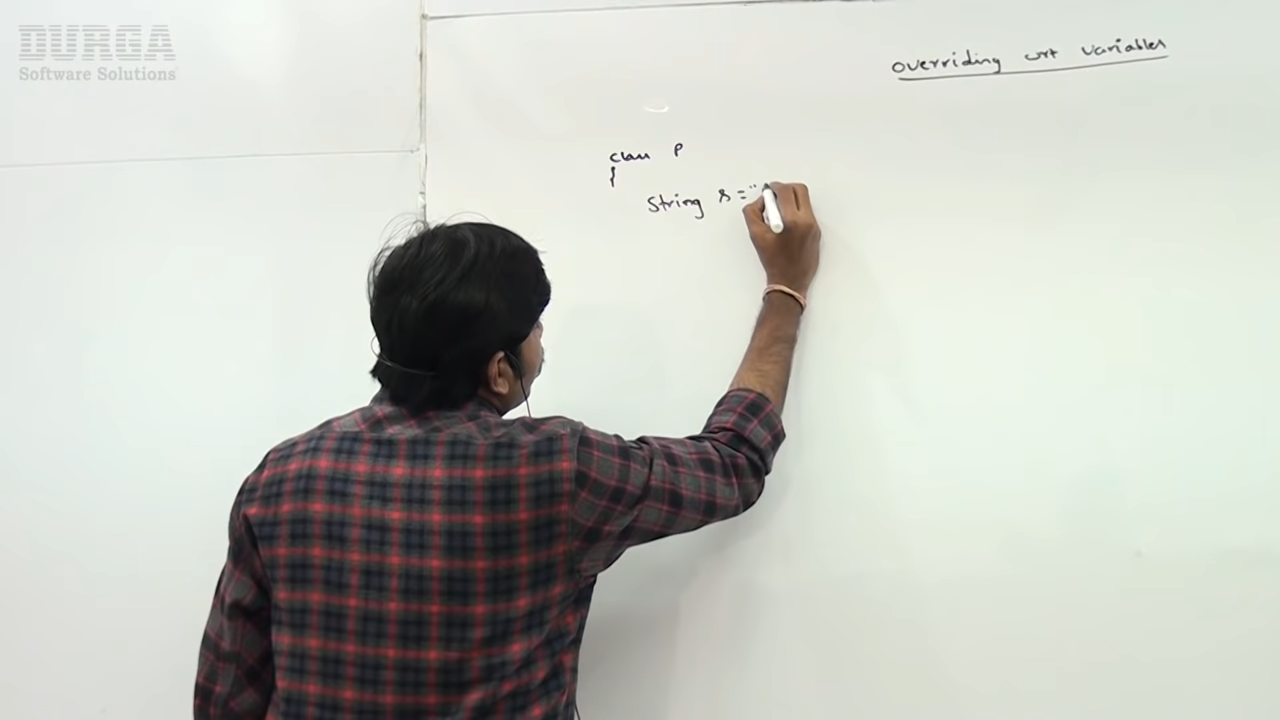 DURGA
Software Solutions
overriding wrt variables
class P
{
String s = "